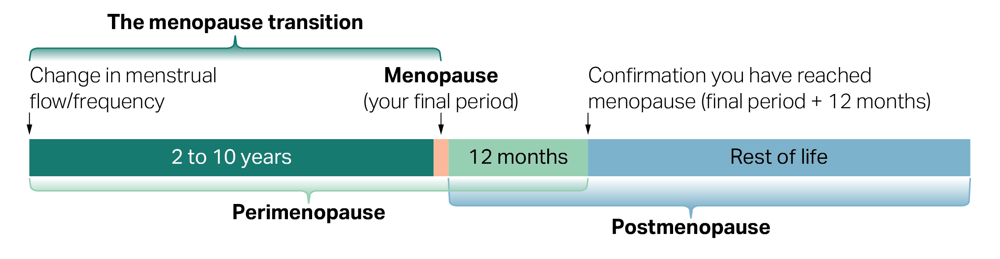 The menopause transition
Change in menstrual
flow/frequency
Menopause
(your final period)
Confirmation you have reached
menopause (final period + 12 months)
2 to 10 years
12 months
Rest of life
Perimenopause
Postmenopause